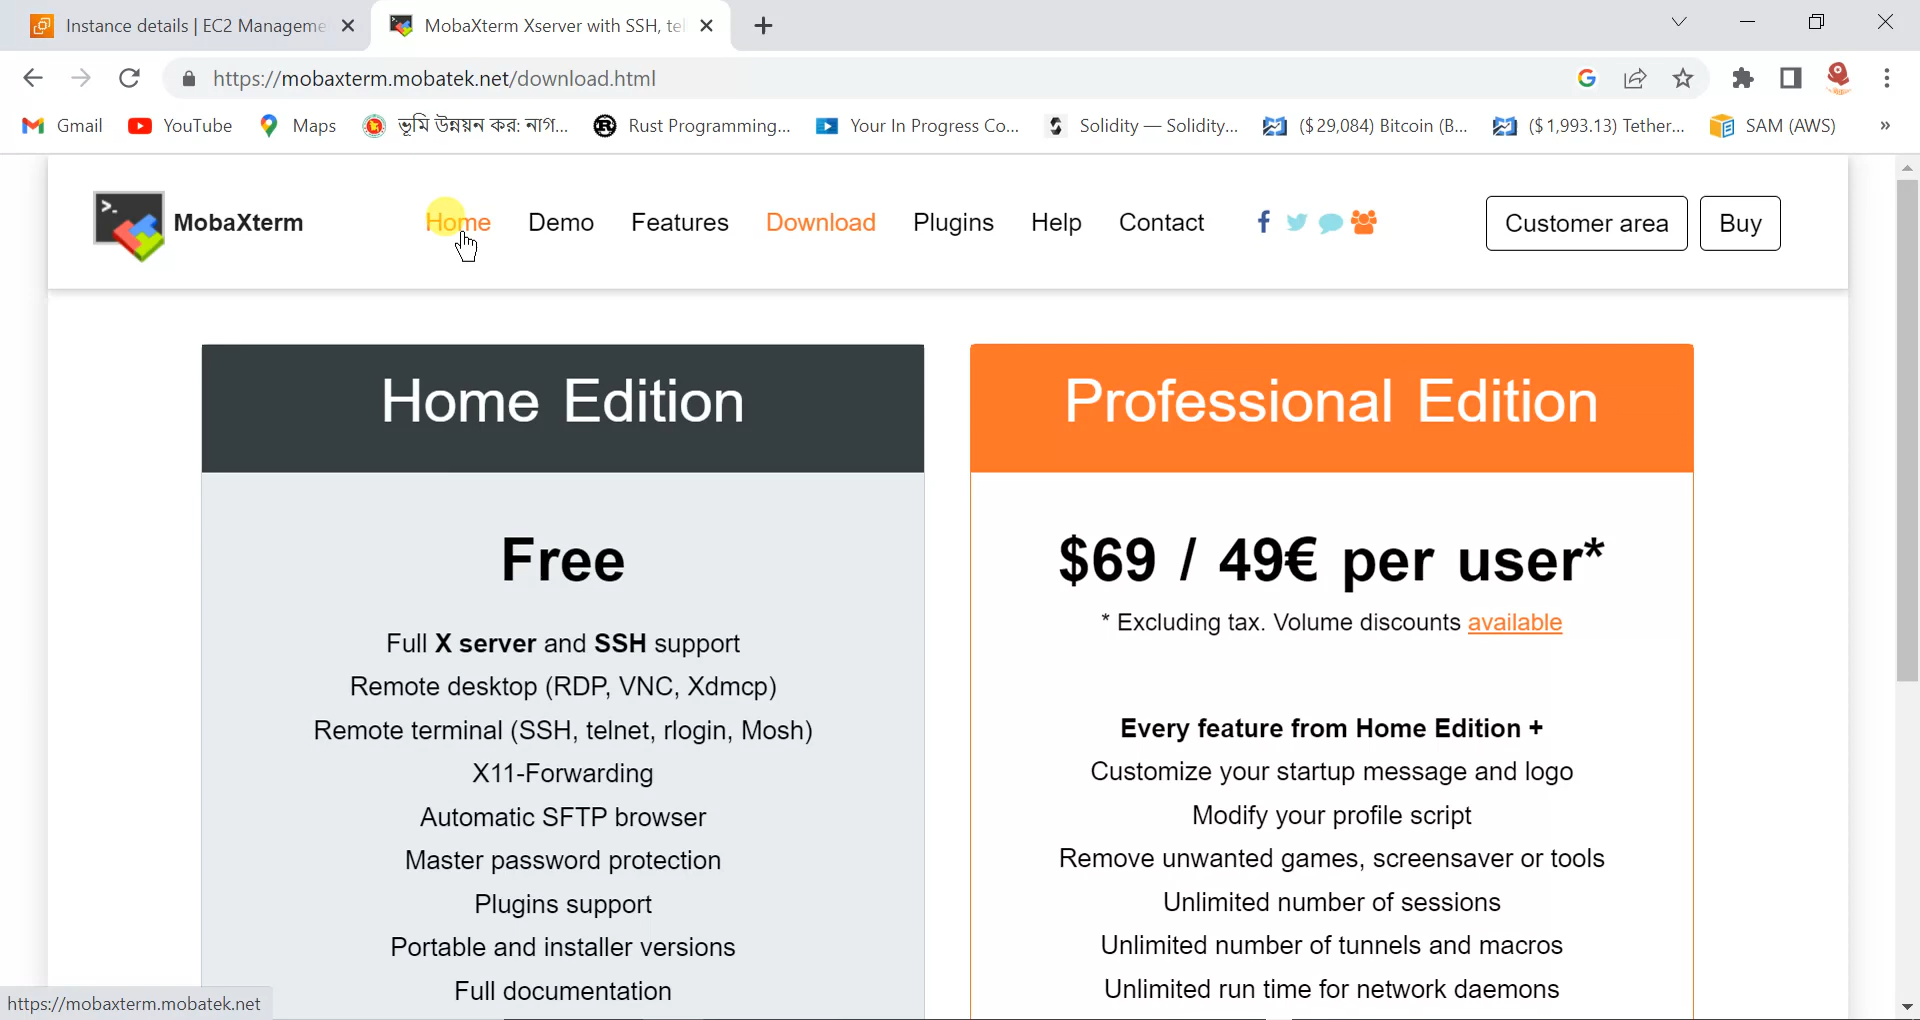 Instance details | EC2 Manageme
MobaXterm Xserver with SSH, tel
https://mobaxterm.mobatek.net/download.html
Gmail
YouTube
Maps
ভূমি উন্নয়ন কর: নাগ...
Rust Programming...
Your In Progress Co...
Solidity — Solidity...
($29,084) Bitcoin (B...
($1,993.13) Tether...
SAM (AWS)
»
MobaXterm
Home
Demo
Features
Download
Plugins
Help
Contact
Customer area
Buy
Home Edition
Free
Full X server and SSH support
Remote desktop (RDP, VNC, Xdmcp)
Remote terminal (SSH, telnet, rlogin, Mosh)
X11-Forwarding
Automatic SFTP browser
Master password protection
Plugins support
Portable and installer versions
Full documentation
Professional Edition
$69 / 49€ per user*
* Excluding tax. Volume discounts available
Every feature from Home Edition +
Customize your startup message and logo
Modify your profile script
Remove unwanted games, screensaver or tools
Unlimited number of sessions
Unlimited number of tunnels and macros
Unlimited run time for network daemons
https://mobaxterm.mobatek.net